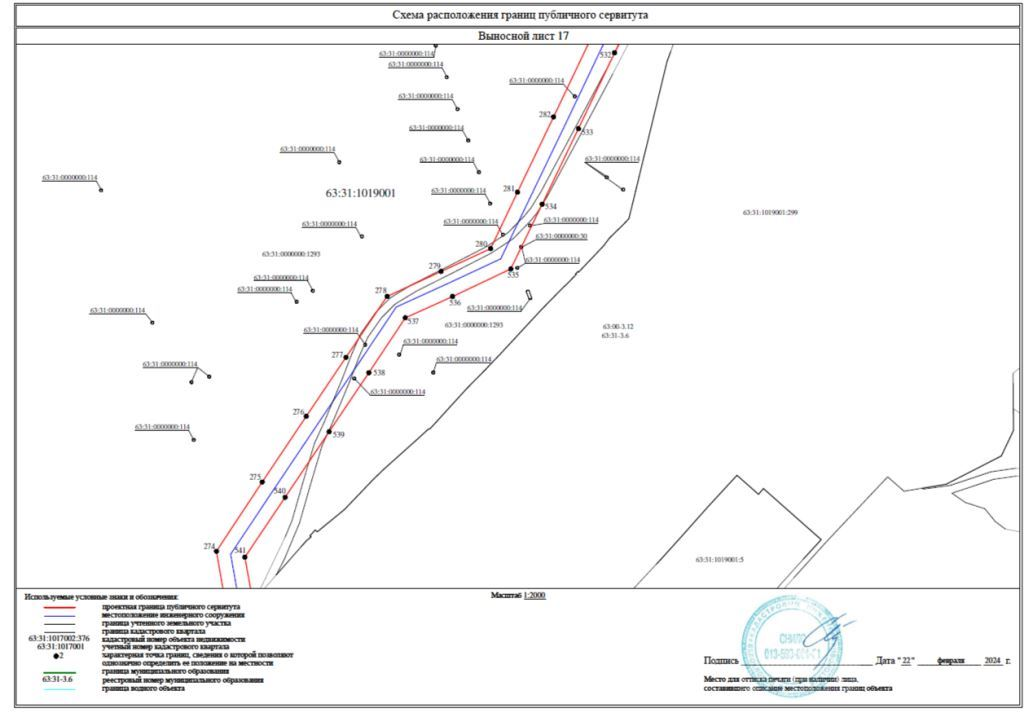 Схема расположения границ публичного сервитута
Выносной лист 17
63:31:0000000:114
63:31:0000000:114
532
63:31:0000000:114
63:31:0000000:114
282
63:31:0000000:114
533
63:31:0000000:114
63:31:0000000:114
63:31:0000000:114
63:31:0000000:114
63:31:0000000:114
281
63:31:0000000:114
63:31:1019001
534
63:31:1019001:299
63:31:0000000:114
63:31:0000000:114
63:31:0000000:114
63:31:0000000:30
280
63:31:0000000:1293
63:31:0000000:114
279
535
63:31:0000000:114
63:31:0000000:114
278
536
63:31:0000000:114
63:31:0000000:114
537
63:31:0000000:1293
63:00-3.12
63:31-3.6
63:31:0000000:114
63:31:0000000:114
277
63:31:0000000:114
63:31:0000000:114
538
63:31:0000000:114
276
63:31:0000000:114
539
275
540
274
541
63:31:1019001:5
Используемые условные знаки и обозначения:
Масштаб 1:2000
проектная граница публичного сервитута
местоположение инженерного сооружения
граница учтенного земельного участка
граница кадастрового квартала
63:31:1017002:376 кадастровый номер объекта недвижимости
63:31:1017001 учетный номер кадастрового квартала
2 характерная точка границ, сведения о которой позволяют
однозначно определить ее положение на местности
граница муниципального образования
63:31-3.6 реестровый номер муниципального образования
граница водного объекта
Подпись Дата "22" февраля 2024 г.
Место для оттиска печати (при наличии) лица,
составившего описание местоположения границ объекта